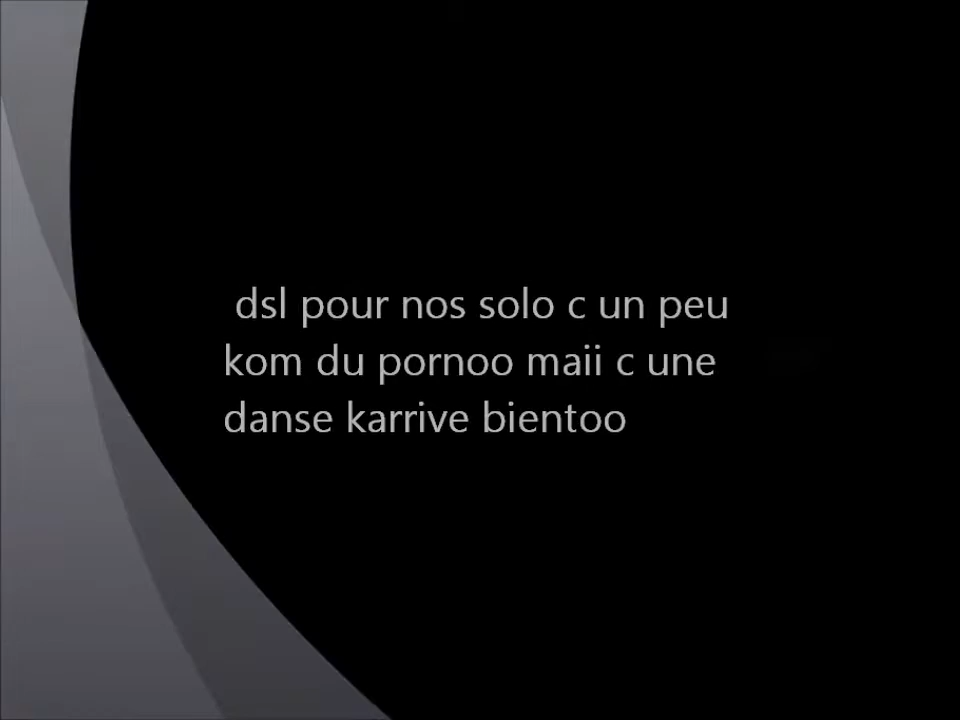 dsl pour nos solo c un peu
kom du pornoo maii c une
danse karrive bientoo